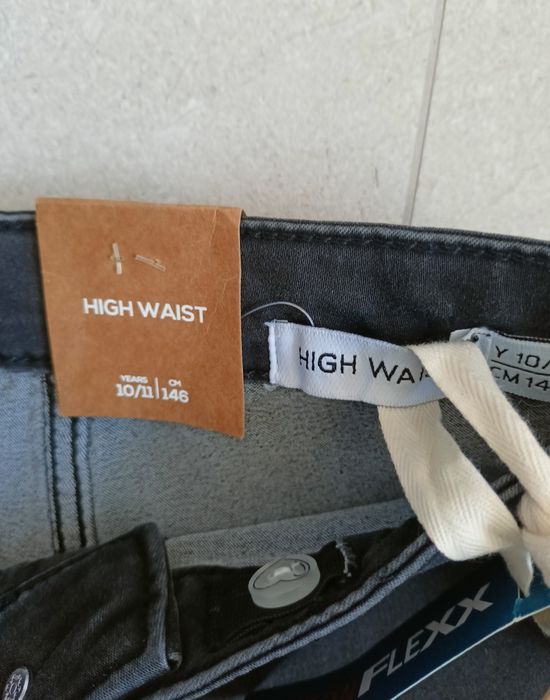 HIGH WAIST
YEARS CM
10/11 146
HIGH WA
Y 10/
CM 14
FLEXX